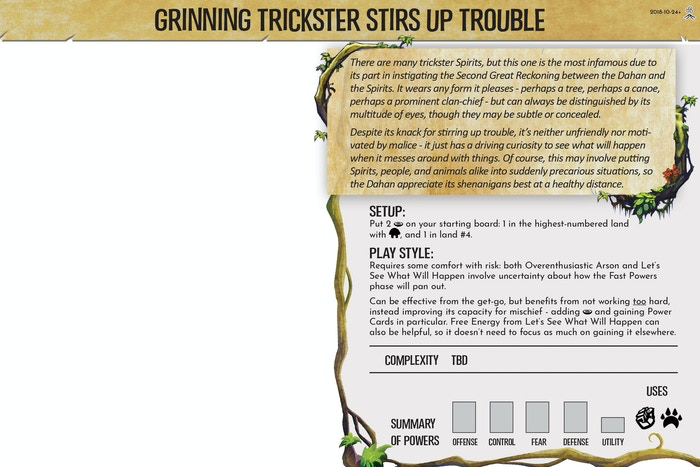 GRINNING TRICKSTER STIRS UP TROUBLE
2018-10-24+
There are many trickster Spirits, but this one is the most infamous due to
its part in instigating the Second Great Reckoning between the Dahan and
the Spirits. It wears any form it pleases - perhaps a tree, perhaps a canoe,
perhaps a prominent clan-chief - but can always be distinguished by its
multitude of eyes, though they may be subtle or concealed.
Despite its knack for stirring up trouble, it's neither unfriendly nor moti-
vated by malice - it just has a driving curiosity to see what will happen
when it messes around with things. Of course, this may involve putting
Spirits, people, and animals alike into suddenly precarious situations, so
the Dahan appreciate its shenanigans best at a healthy distance.
SETUP:
Put 2 on your starting board: 1 in the highest-numbered land
with , and 1 in land #4.
PLAY STYLE:
Requires some comfort with risk: both Overenthusiastic Arson and Let's
See What Will Happen involve uncertainty about how the Fast Powers
phase will pan out.
Can be effective from the get-go, but benefits from not working too hard,
instead improving its capacity for mischief - adding and gaining Power
Cards in particular. Free Energy from Let's See What Will Happen can
also be helpful, so it doesn't need to focus as much on gaining it elsewhere.
COMPLEXITY TBD
USES
SUMMARY
OF POWERS
OFFENSE CONTROL FEAR DEFENSE UTILITY